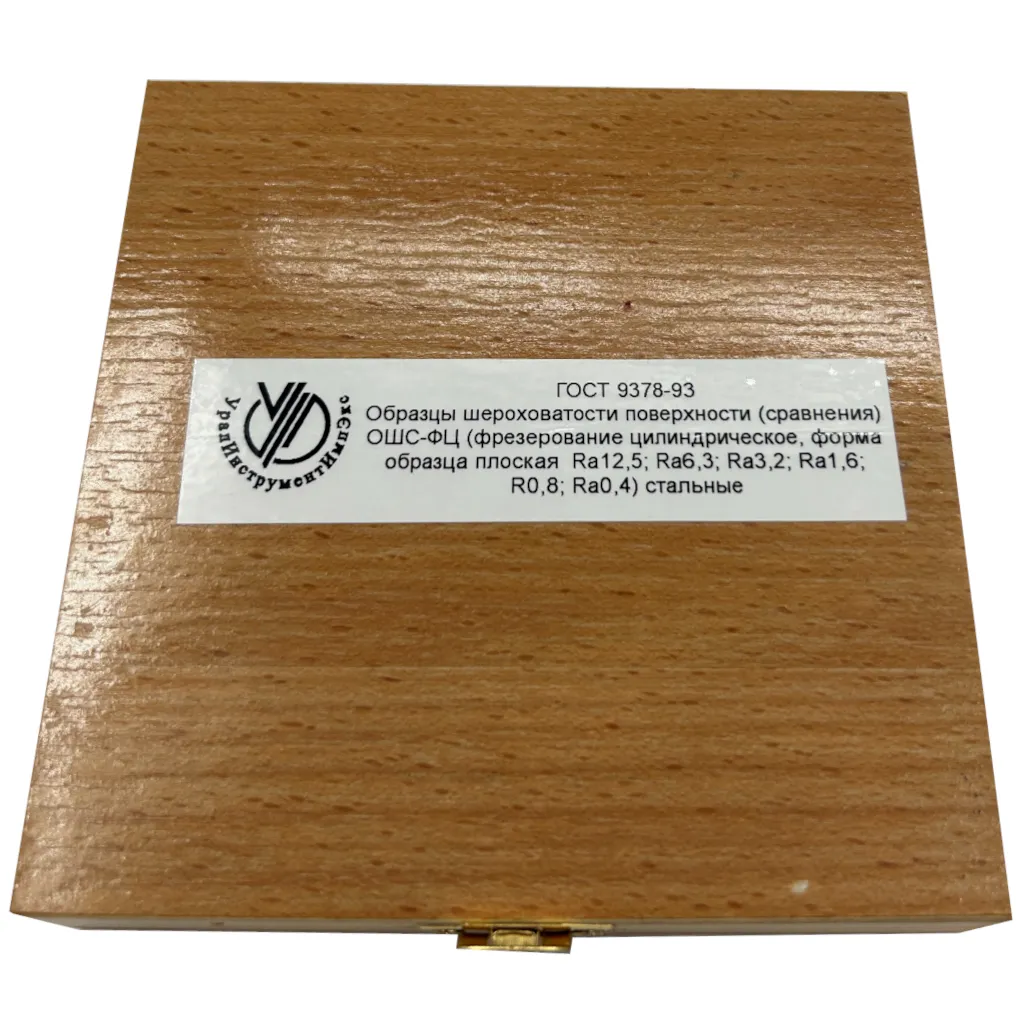 УралИнструментИмпЭкс
ГОСТ 9378-93
Образцы шероховатости поверхности (сравнения)
ОШС-ФЦ (фрезерование цилиндрическое, форма
образца плоская Ra12,5; Ra6,3; Ra3,2; Ra1,6;
R0,8; Ra0,4) стальные